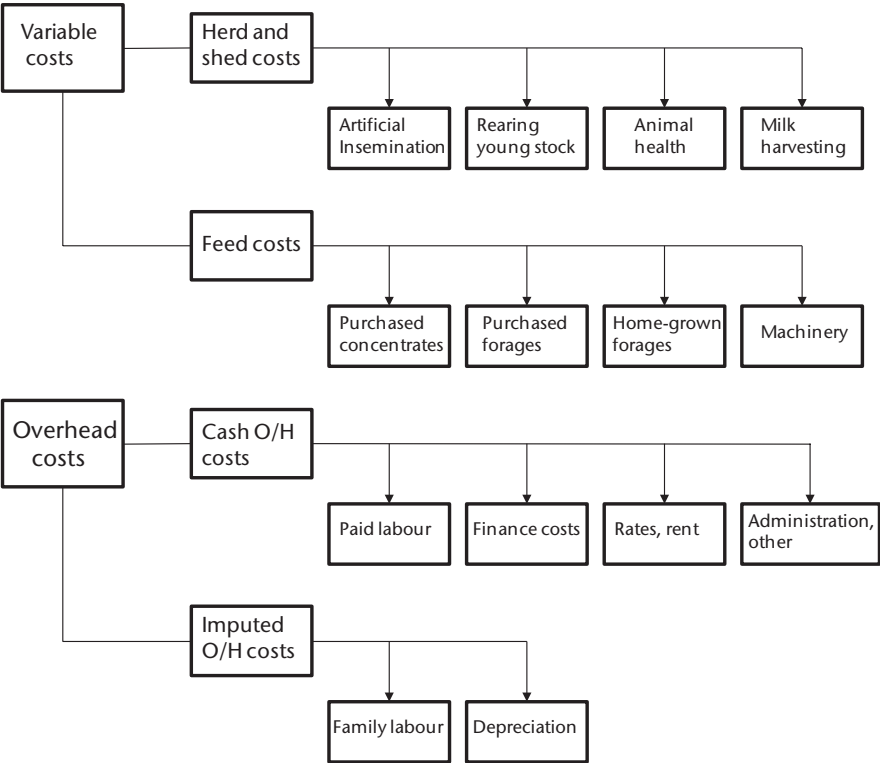 Variable
costs
Herd and
shed costs
Artificial
Insemination
Rearing
young stock
Animal
health
Milk
harvesting
Feed costs
Purchased
concentrates
Purchased
forages
Home-grown
forages
Machinery
Overhead
costs
Cash O/H
costs
Paid labour
Finance costs
Rates, rent
Administration,
other
Imputed
O/H costs
Family labour
Depreciation